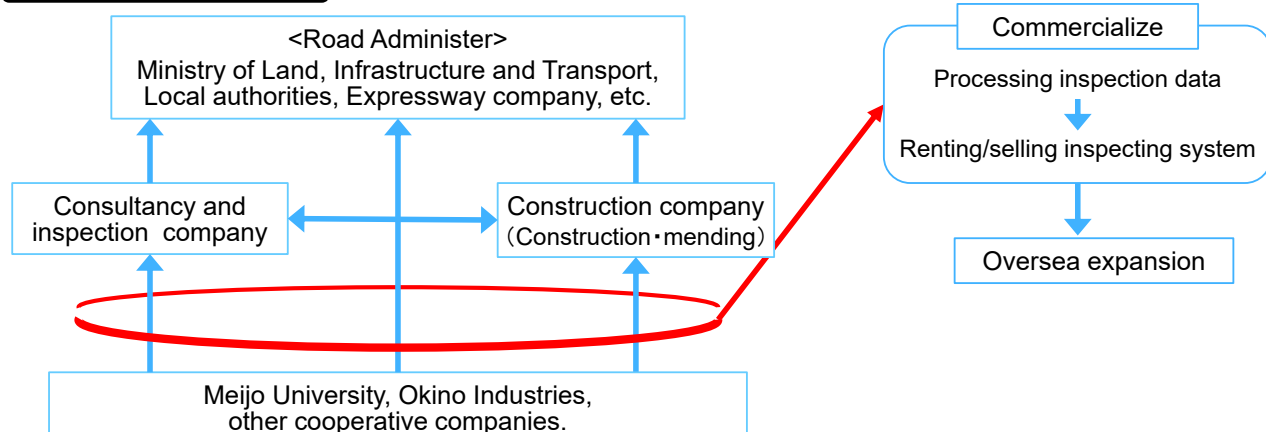 <Road Administer>
Ministry of Land, Infrastructure and Transport,
Local authorities, Expressway company, etc.
Consultancy and
inspection company
Construction company
（Construction･mending）
Meijo University, Okino Industries,
other cooperative companies.
Commercialize
Processing inspection data
Renting/selling inspecting system
Oversea expansion